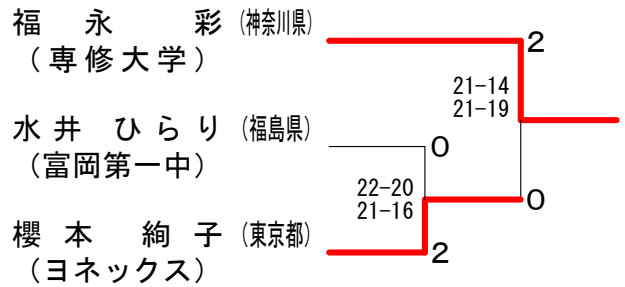 福永 彩 (神奈川県)
(専修大学)
2
21-14
21-19
水井 ひらり (福島県)
(富岡第一中)
0
22-20
21-16
0
櫻本 絢子 (東京都)
(ヨネックス)
2